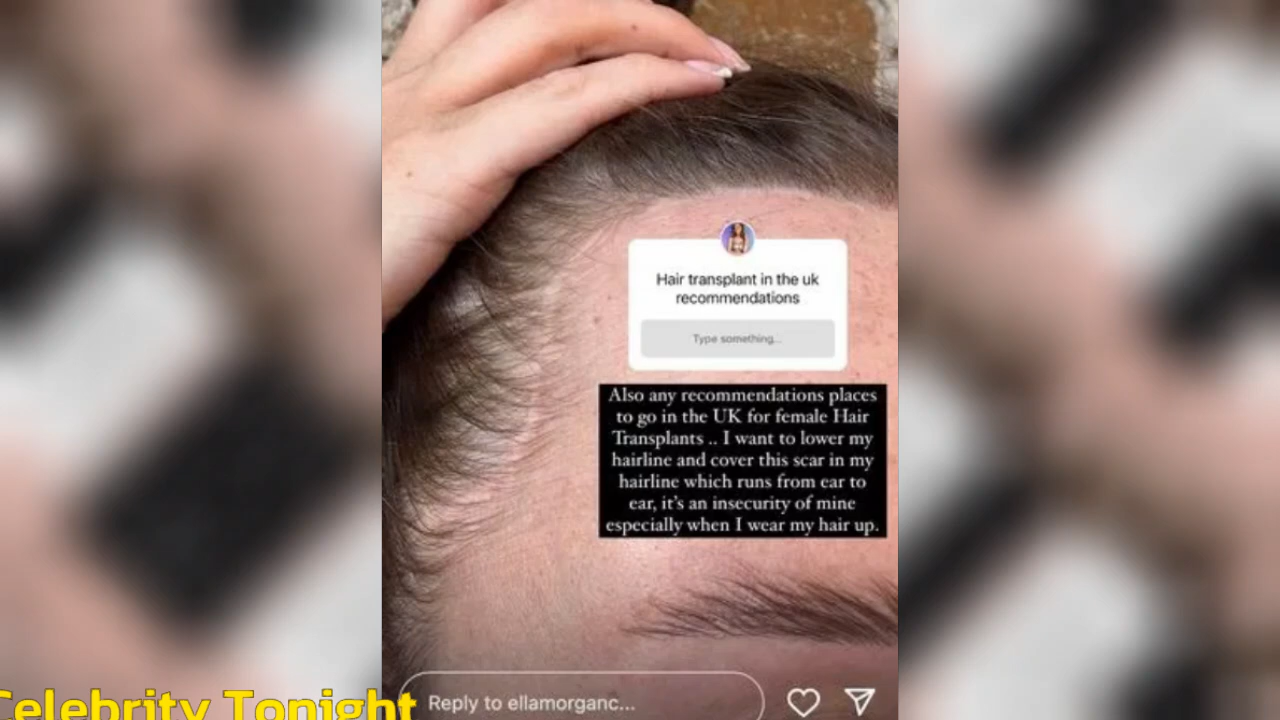 Hair transplant in the uk
recommendations
Type something...
Also any recommendations places
to go in the UK for female Hair
Transplants .. I want to lower my
hairline and cover this scar in my
hairline which runs from ear to
ear, it's an insecurity of mine
especially when I wear my hair up.
Reply to ellamorganc...
Celebrity Tonight